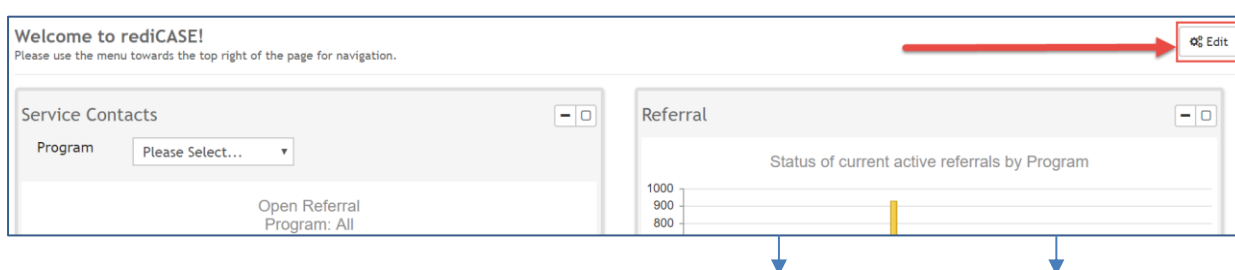 Welcome to rediCASE!
Please use the menu towards the top right of the page for navigation.
Edit
Service Contacts
Program
Please Select...
Open Referral
Program: All
Referral
Status of current active referrals by Program
1000
900
800